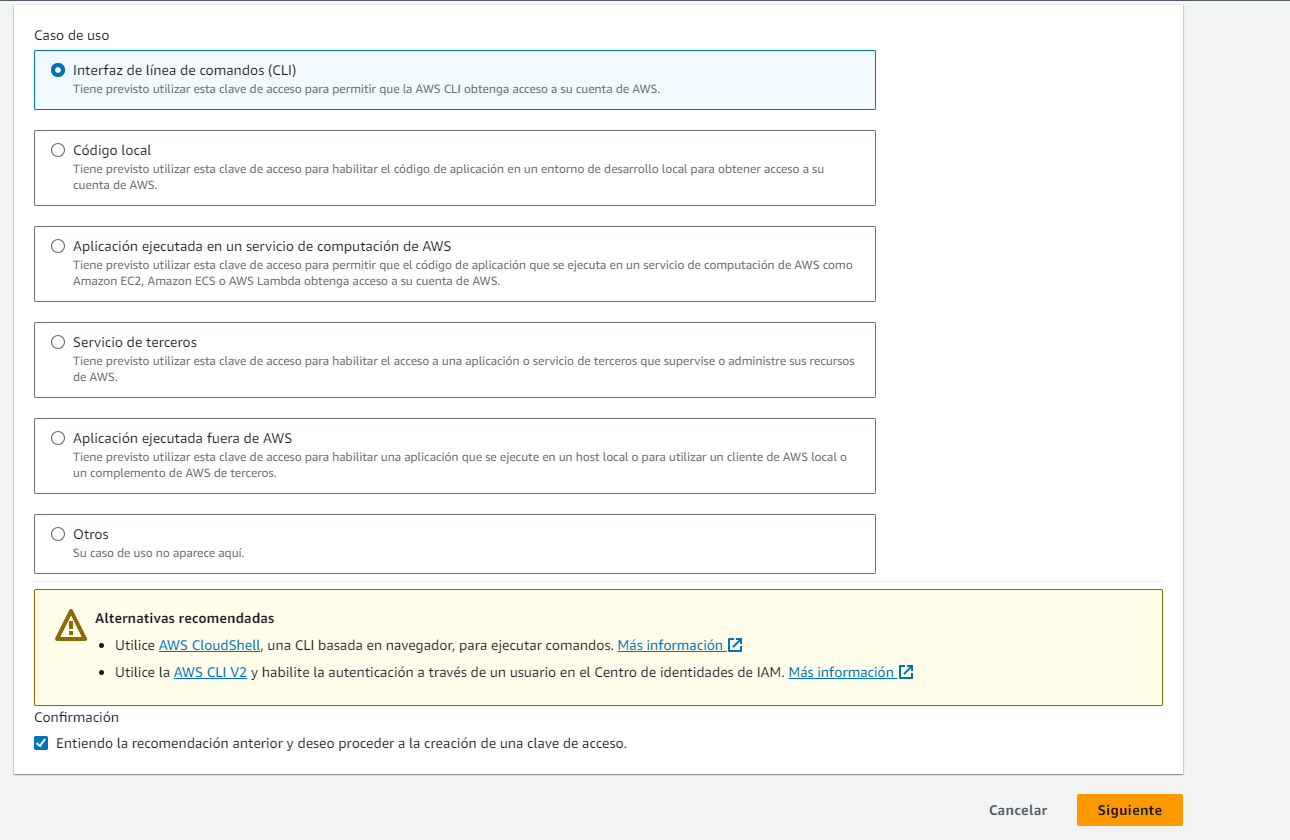 Caso de uso
Interfaz de línea de comandos (CLI)
Tiene previsto utilizar esta clave de acceso para permitir que la AWS CLI obtenga acceso a su cuenta de AWS.
Código local
Tiene previsto utilizar esta clave de acceso para habilitar el código de aplicación en un entorno de desarrollo local para obtener acceso a su
cuenta de AWS.
Aplicación ejecutada en un servicio de computación de AWS
Tiene previsto utilizar esta clave de acceso para permitir que el código de aplicación que se ejecuta en un servicio de computación de AWS como
Amazon EC2, Amazon ECS o AWS Lambda obtenga acceso a su cuenta de AWS.
Servicio de terceros
Tiene previsto utilizar esta clave de acceso para habilitar el acceso a una aplicación o servicio de terceros que supervise o administre sus recursos
de AWS.
Aplicación ejecutada fuera de AWS
Tiene previsto utilizar esta clave de acceso para habilitar una aplicación que se ejecute en un host local o para utilizar un cliente de AWS local o
un complemento de AWS de terceros.
Otros
Su caso de uso no aparece aquí.
Alternativas recomendadas
• Utilice AWS CloudShell, una CLI basada en navegador, para ejecutar comandos. Más información
• Utilice la AWS CLI V2 y habilite la autenticación a través de un usuario en el Centro de identidades de IAM. Más información
Confirmación
Entiendo la recomendación anterior y deseo proceder a la creación de una clave de acceso.
Cancelar Siguiente